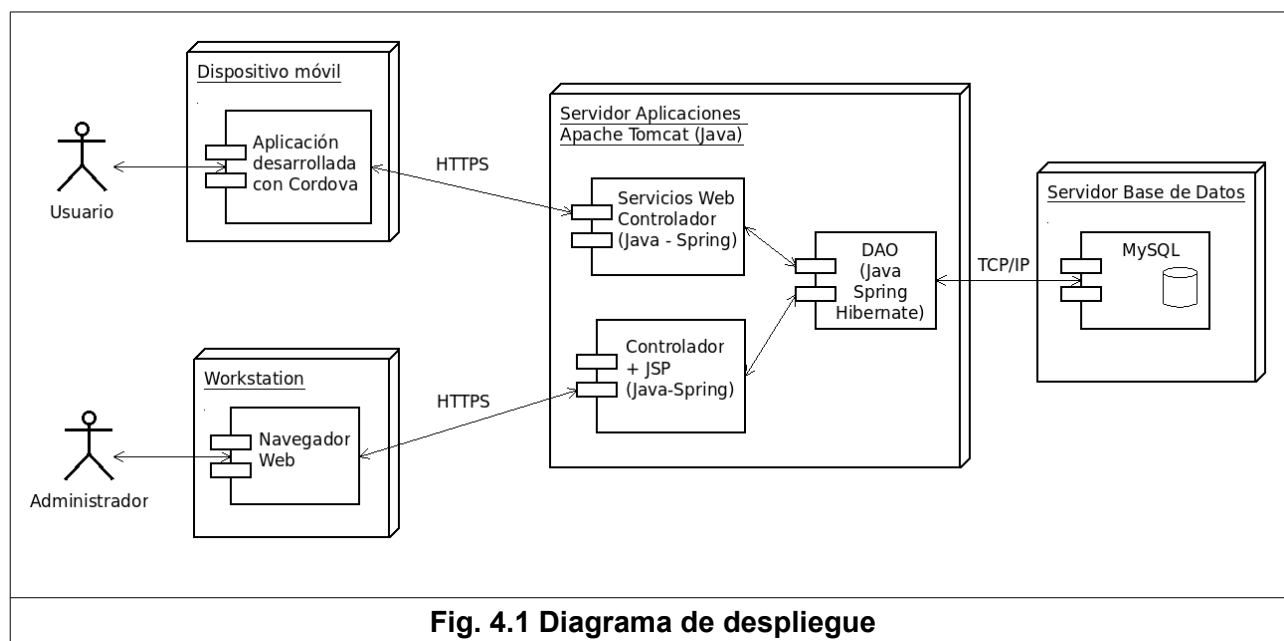 Dispositivo móvil
Aplicación
desarrollada
con Cordova
Usuario
HTTPS
Servidor Aplicaciones
Apache Tomcat (Java)
Servicios Web
Controlador
(Java - Spring)
DAO
(Java
Spring
Hibernate)
Controlador
+ JSP
(Java-Spring)
TCP/IP
Servidor Base de Datos
MySQL
Workstation
Navegador
Web
HTTPS
Administrador
Fig. 4.1 Diagrama de despliegue